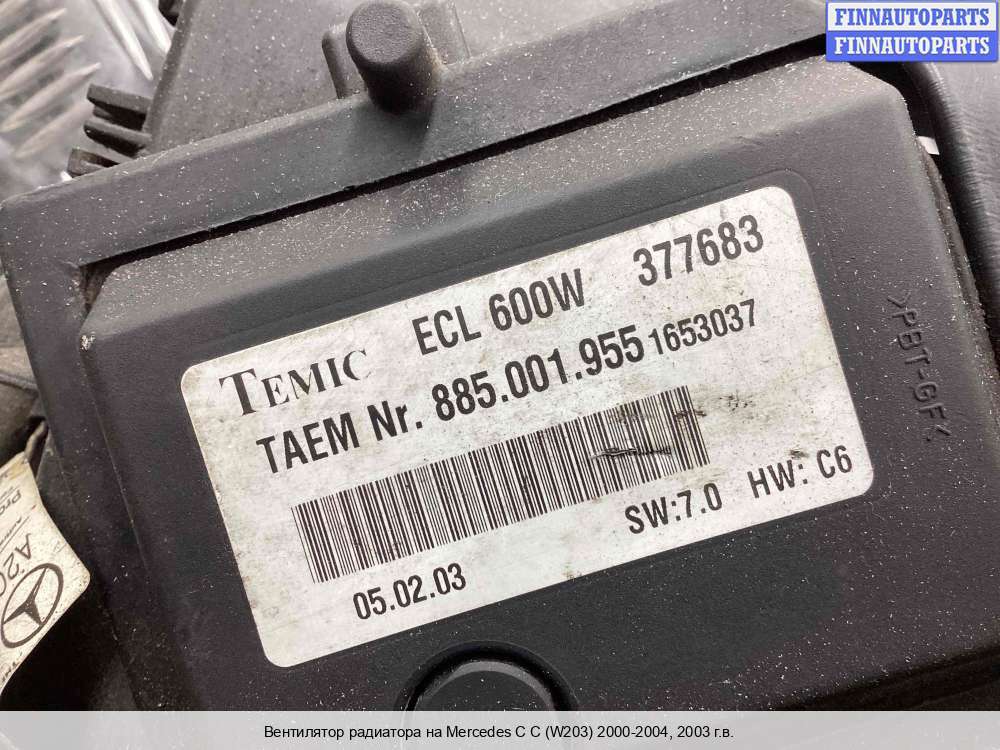 FINNAUTOPARTS
FINNAUTOPARTS
ECL 600W 377683
TEMIC
TAEM Nr. 885.001.955 1653037
>PBT-GF<
SW:7.0 HW: C6
05.02.03
Вентилятор радиатора на Mercedes C C (W203) 2000-2004, 2003 г.в.